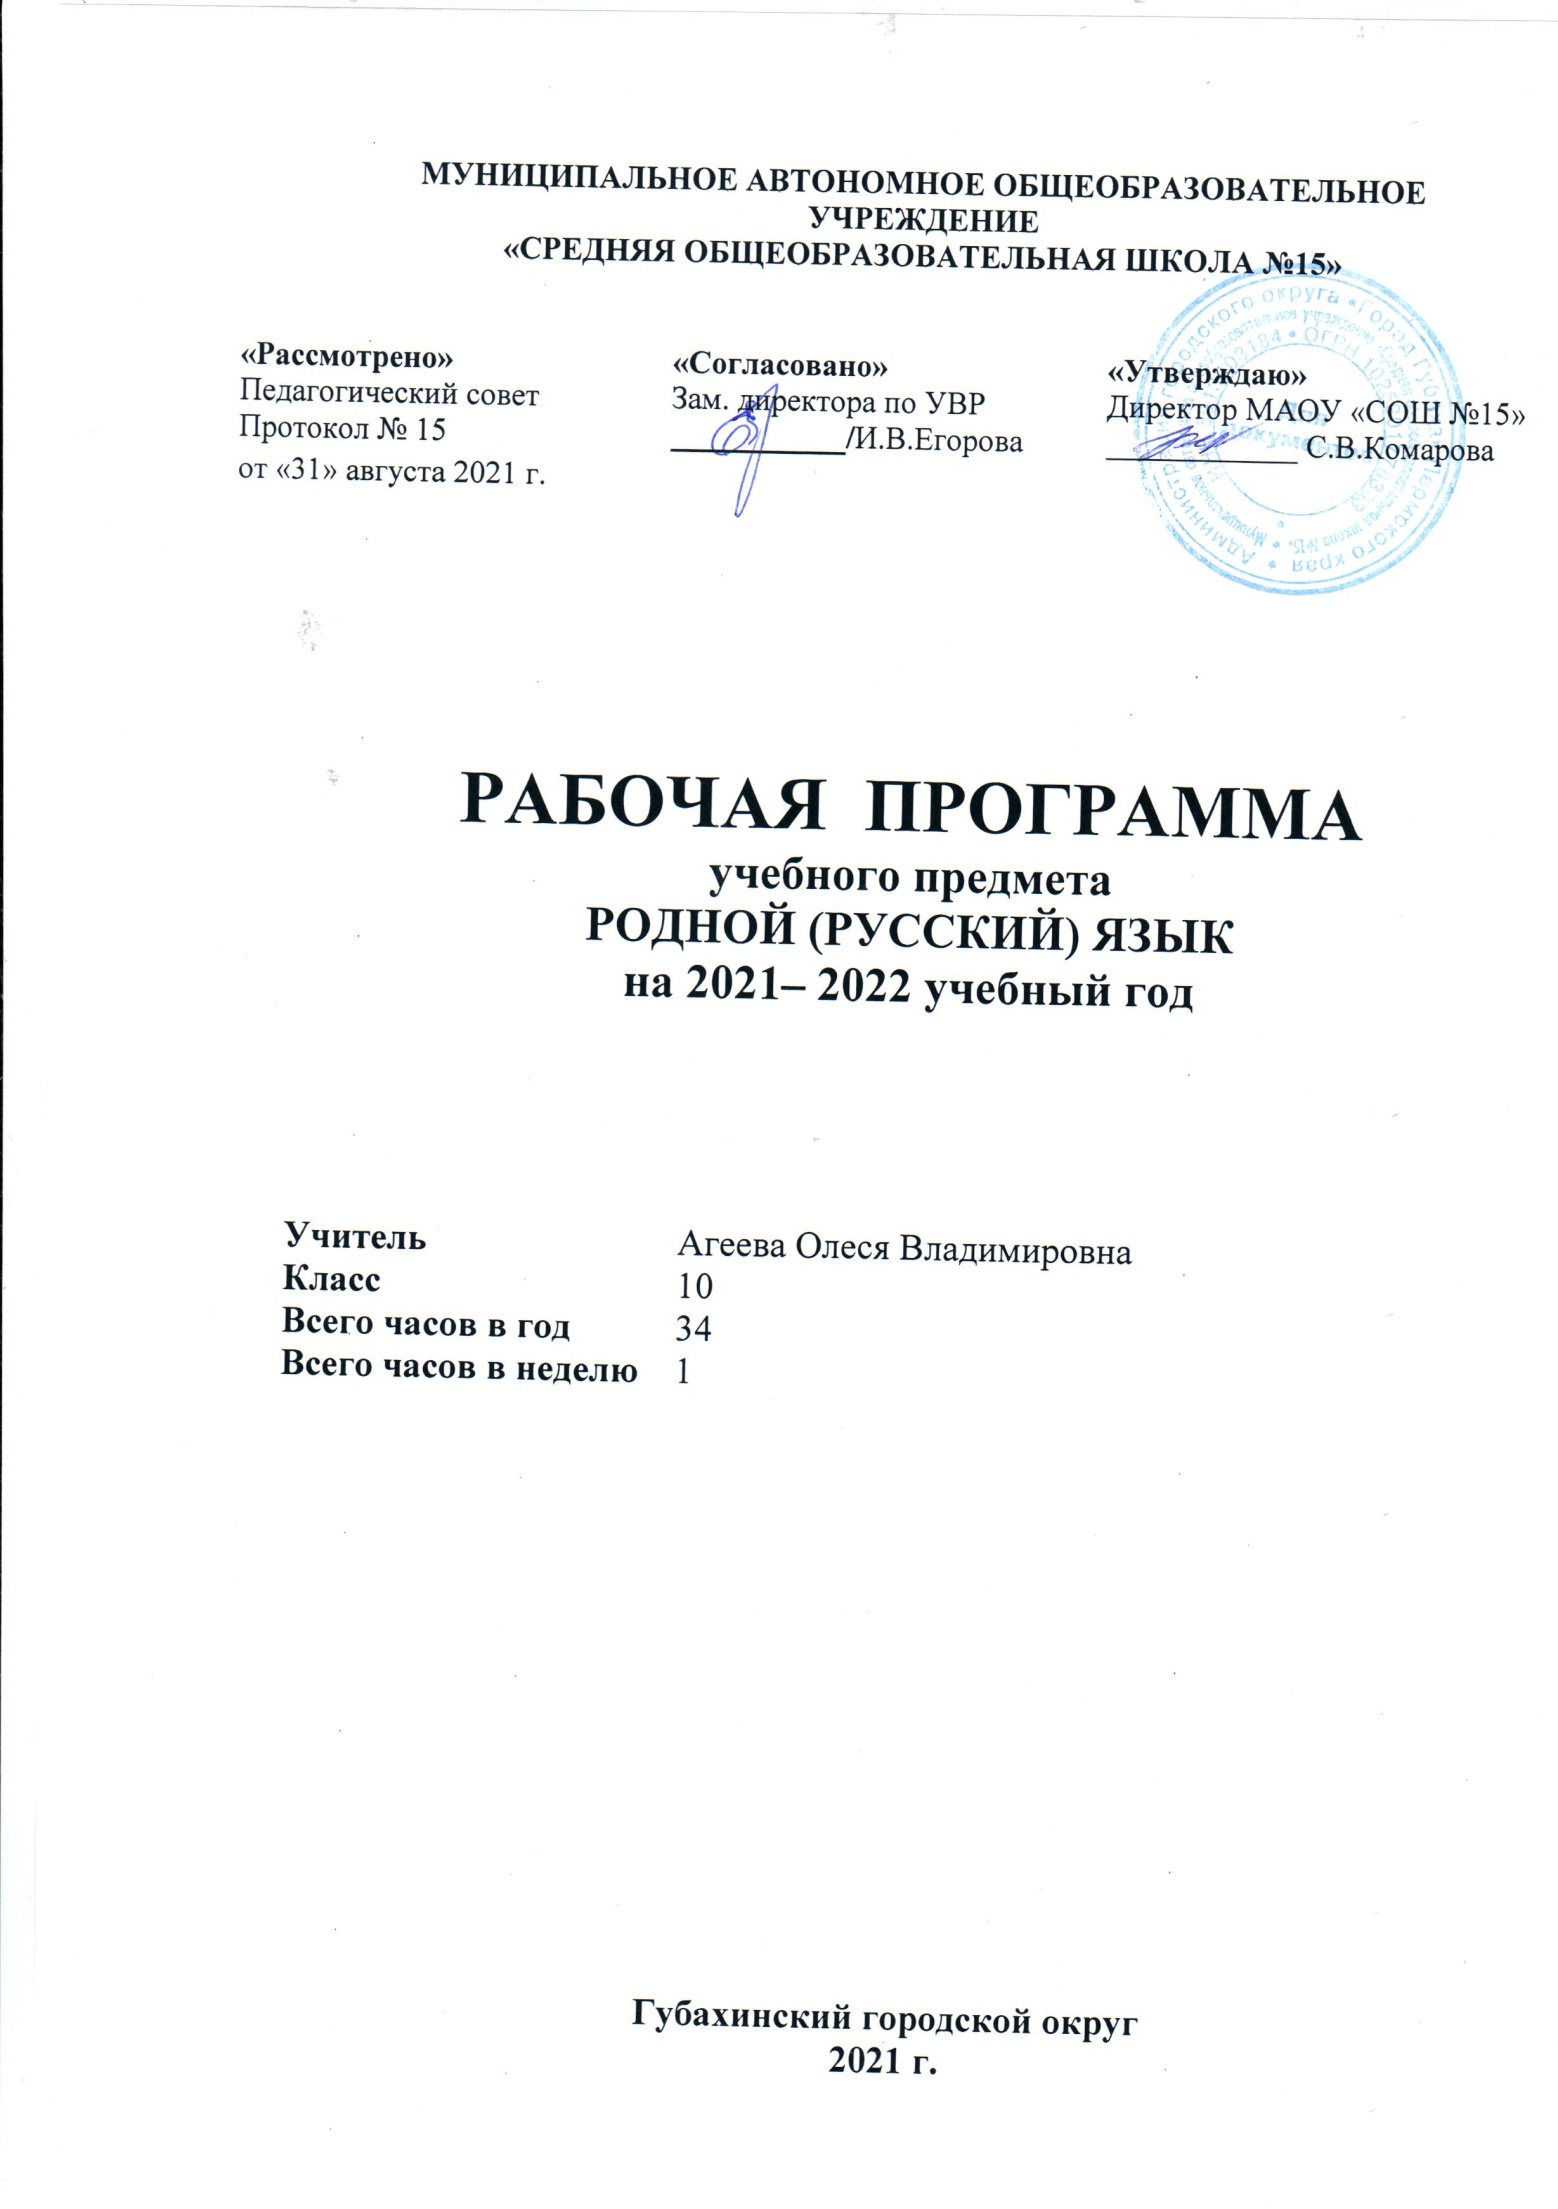 МУНИЦИПАЛЬНОЕ АВТОНОМНОЕ ОБЩЕОБРАЗОВАТЕЛЬНОЕ
УЧРЕЖДЕНИЕ
«СРЕДНЯЯ ОБЩЕОБРАЗОВАТЕЛЬНАЯ ШКОЛА №15»
«Рассмотрено»
Педагогический совет
Протокол № 15
от «31» августа 2021 г.
«Согласовано»
Зам. директора по УВР
____________/И.В.Егорова
«Утверждаю»
Директор МАОУ «СОШ №15»
_____________ С.В.Комарова
РАБОЧАЯ ПРОГРАММА
учебного предмета
РОДНОЙ (РУССКИЙ) ЯЗЫК
на 2021– 2022 учебный год
Учитель Агеева Олеся Владимировна
Класс 10
Всего часов в год 34
Всего часов в неделю 1
Губахинский городской округ
2021 г.